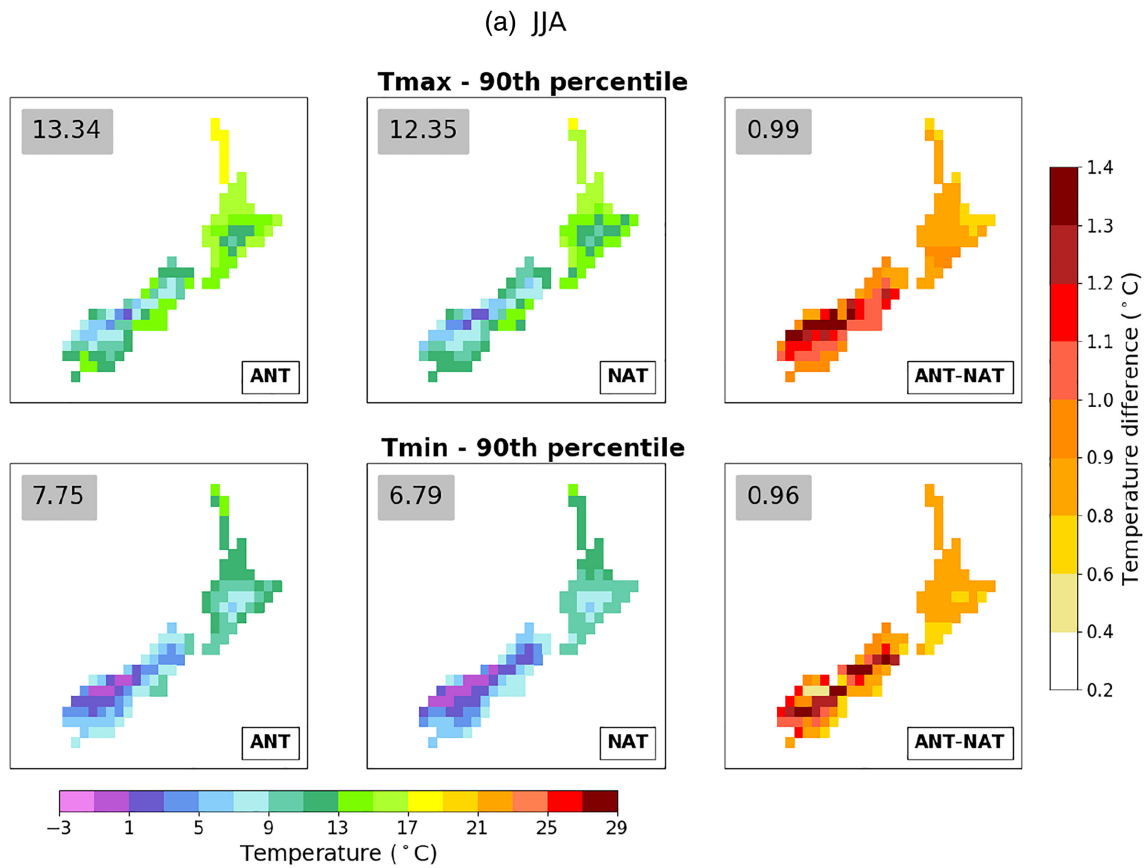 (a) JJA
Tmax - 90th percentile
13.34
12.35
0.99
ANT
NAT
ANT-NAT
Tmin - 90th percentile
7.75
6.79
0.96
ANT
NAT
ANT-NAT
1.4
1.3
1.2
1.1
1.0
0.9
0.8
0.6
0.4
0.2
Temperature difference (°C)
−3 1 5 9 13 17 21 25 29
Temperature (°C)